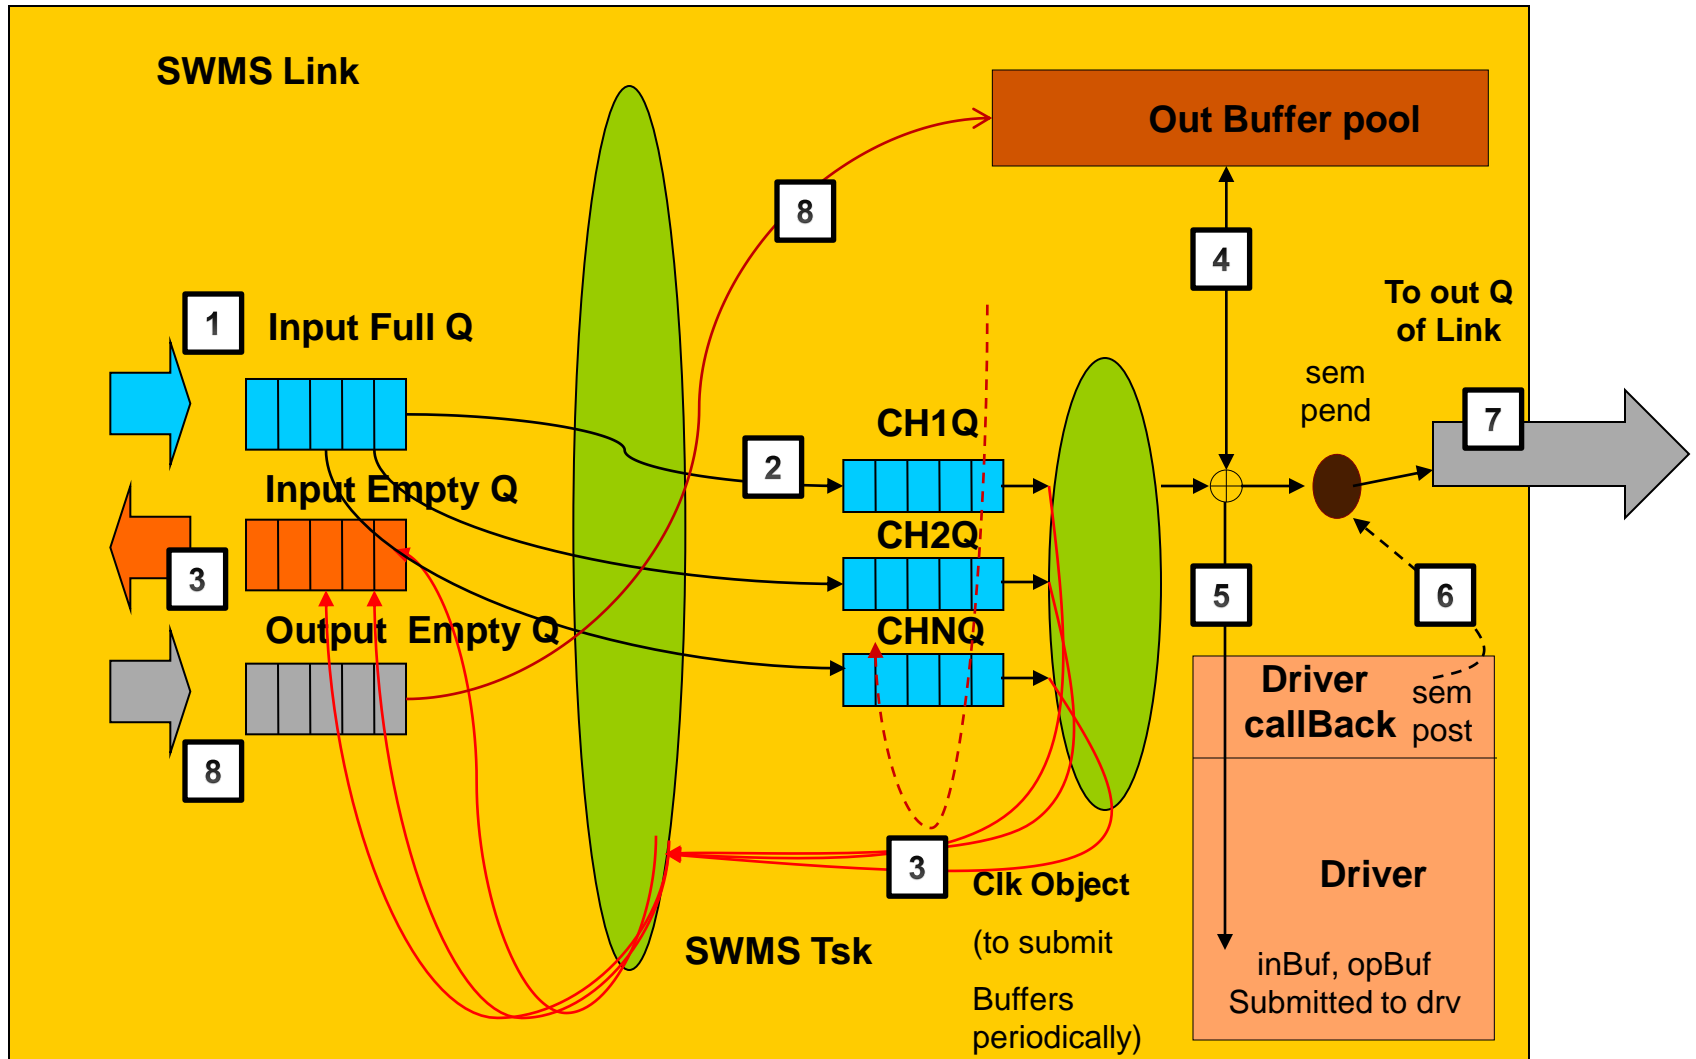 SWMS Link
Out Buffer pool
8
4
1
Input Full Q
To out Q
of Link
sem
pend
7
CH1Q
2
Input Empty Q
CH2Q
3
5
6
Output  Empty Q
CHNQ
Driver
callBack
sem
post
8
3
Clk Object
(to submit
Buffers
periodically)
SWMS Tsk
Driver
inBuf, opBuf
Submitted to drv